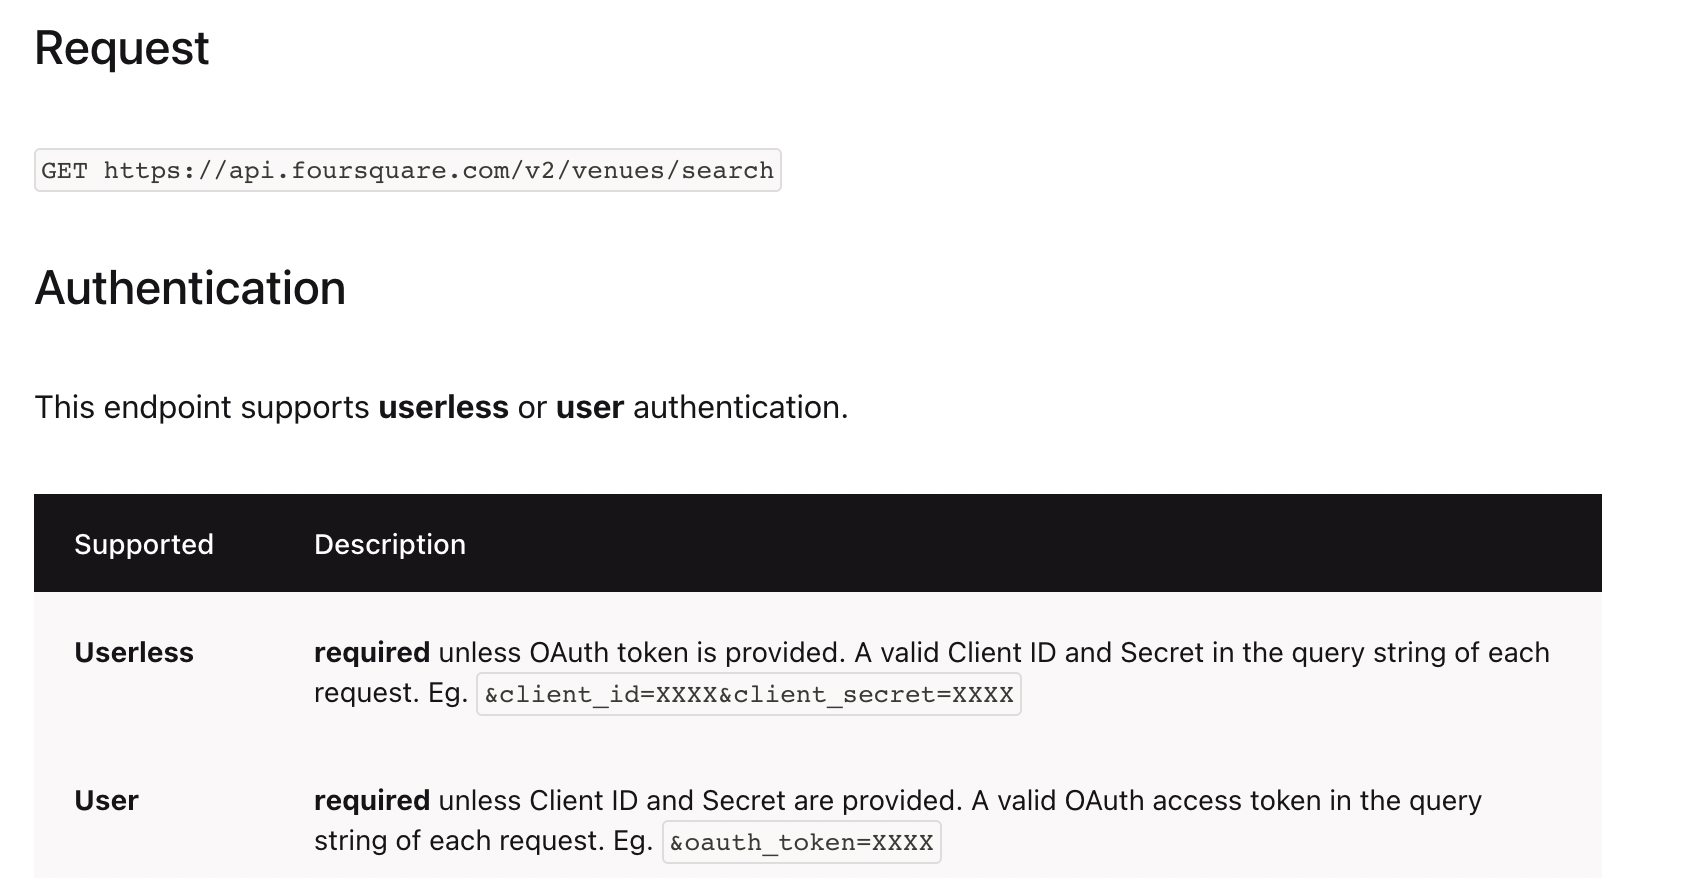 Request
GET https://api.foursquare.com/v2/venues/search
Authentication
This endpoint supports userless or user authentication.
Supported Description
Userless required unless OAuth token is provided. A valid Client ID and Secret in the query string of each
request. Eg. &client_id=XXXX&client_secret=XXXX
User required unless Client ID and Secret are provided. A valid OAuth access token in the query
string of each request. Eg. &oauth_token=XXXX